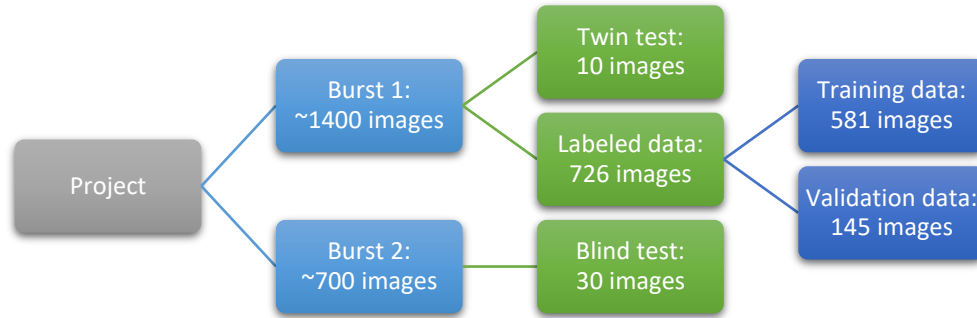 Project
Burst 1:
~1400 images
Burst 2:
~700 images
Twin test:
10 images
Labeled data:
726 images
Blind test:
30 images
Training data:
581 images
Validation data:
145 images